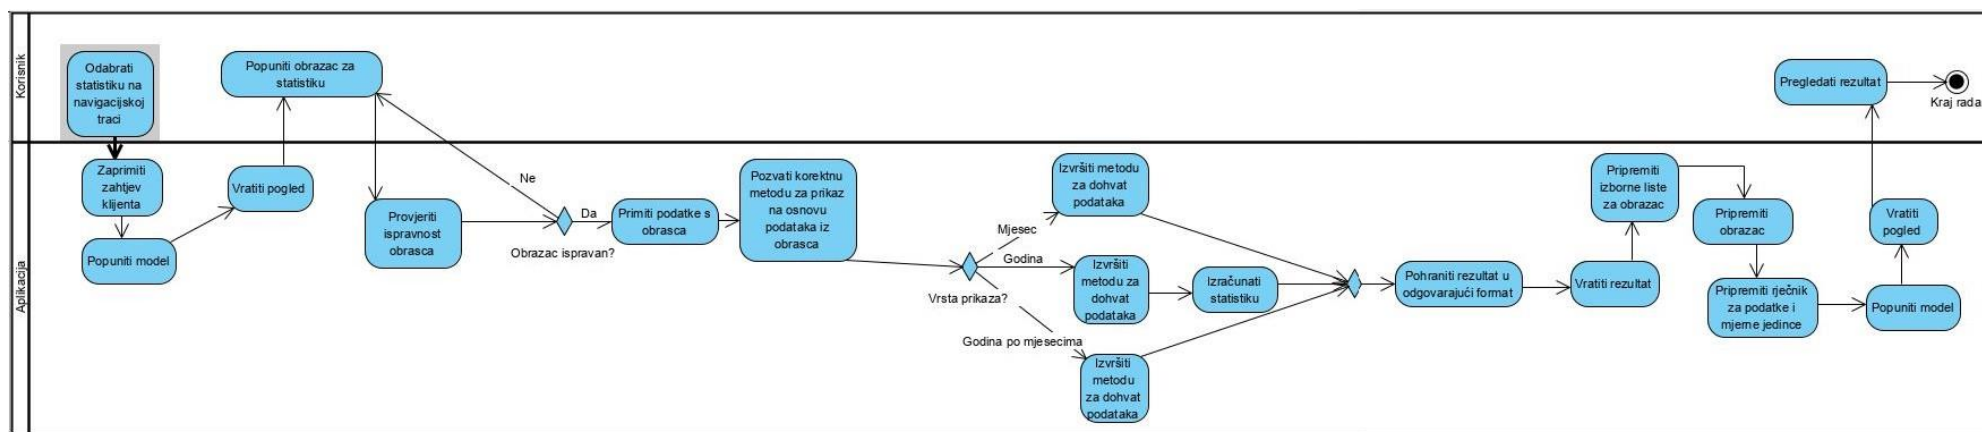 Korisnik
Odabrati
statistiku na
navigacijskoj
traci
Popuniti obrazac za
statistiku
Pregledati rezultat
Kraj rada
Aplikacija
Zaprimiti
zahtjev
klijenta
Popuniti model
Vratiti pogled
Provjeriti
ispravnost
obrasca
Ne
Da
Obrazac ispravan?
Primiti podatke s
obrasca
Pozvati korektnu
metodu za prikaz
na osnovu
podataka iz
obrasca
Vrsta prikaza?
Mjesec
Godina
Godina po mjesecima
Izvršiti metodu
za dohvat
podataka
Izvršiti
metodu za
dohvat
podataka
Izračunati
statistiku
Izvršiti
metodu
za dohvat
podataka
Pohraniti rezultat u
odgovarajući format
Vratiti rezultat
Pripremiti
izborne liste
za obrazac
Pripremiti
obrazac
Pripremiti rječnik
za podatke i
mjerne jedince
Popuniti model
Vratiti
pogled